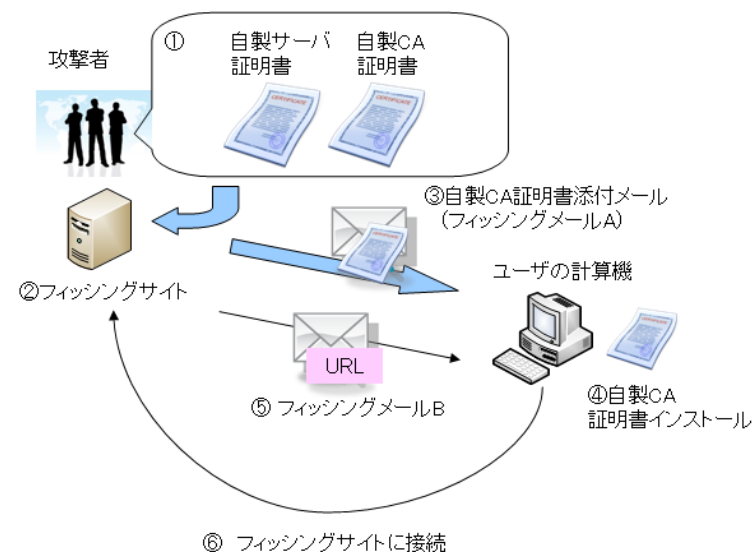 ①
自製サーバ
証明書
自製CA
証明書
攻撃者
CERTIFICATE
CERTIFICATE
③自製CA証明書添付メール
(フィッシングメールA)
ユーザの計算機
②フィッシングサイト
URL
⑤ フィッシングメールB
④自製CA
証明書インストール
⑥ フィッシングサイトに接続